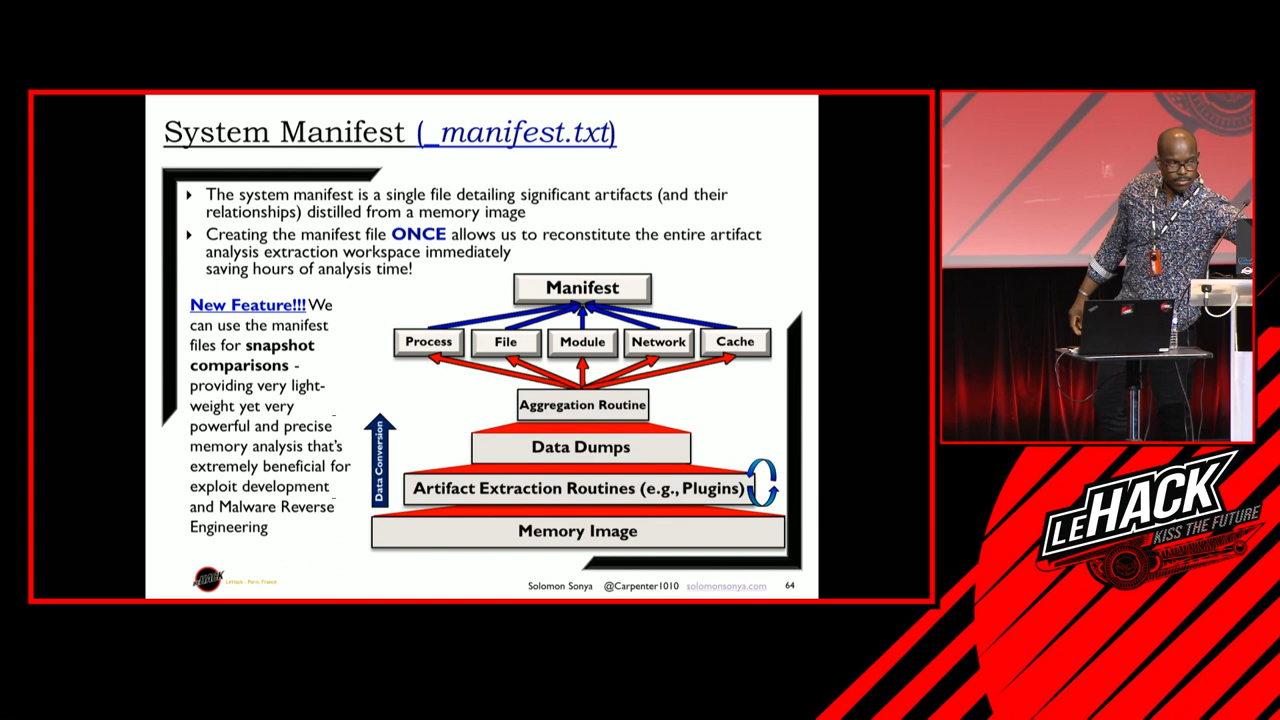 System Manifest (_manifest.txt)
The system manifest is a single file detailing significant artifacts (and their
relationships) distilled from a memory image
Creating the manifest file ONCE allows us to reconstitute the entire artifact
analysis extraction workspace immediately
saving hours of analysis time!
New Feature!!! We
can use the manifest
files for snapshot
comparisons -
providing very light-
weight yet very
powerful and precise
memory analysis that's
extremely beneficial for
exploit development
and Malware Reverse
Engineering
Manifest
Process
File
Module
Network
Cache
Aggregation Routine
Data Dumps
Artifact Extraction Routines (e.g., Plugins)
Memory Image
Data Conversion
LeHACK
LeHack - Paris, France
Solomon Sonya @Carpenter1010 solomonsonya.com 64
LEHACK
KISS THE FUTURE